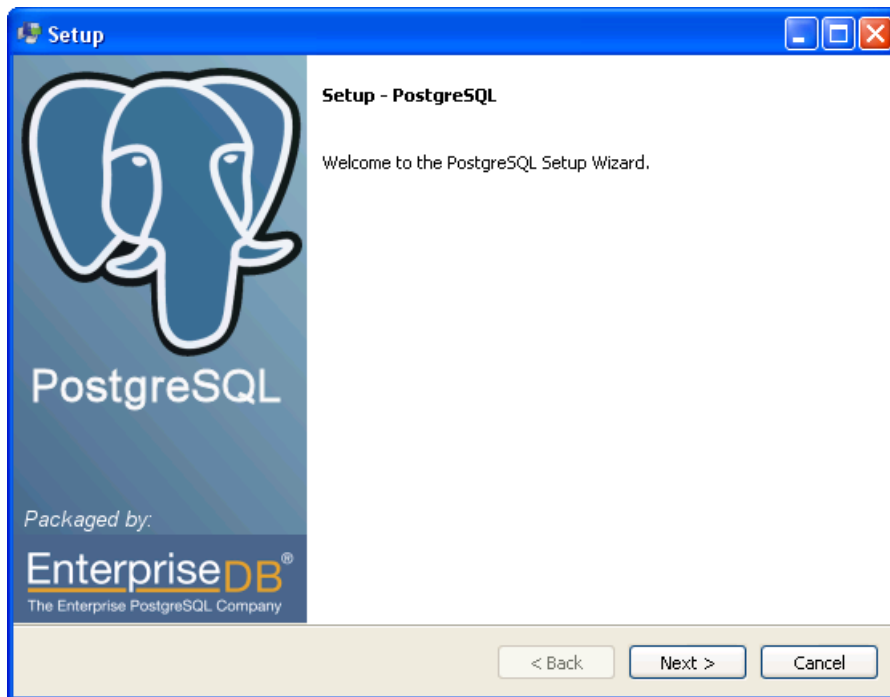 Setup
Setup - PostgreSQL
Welcome to the PostgreSQL Setup Wizard.
PostgreSQL
Packaged by:
EnterpriseDB®
The Enterprise PostgreSQL Company
< Back
Next >
Cancel